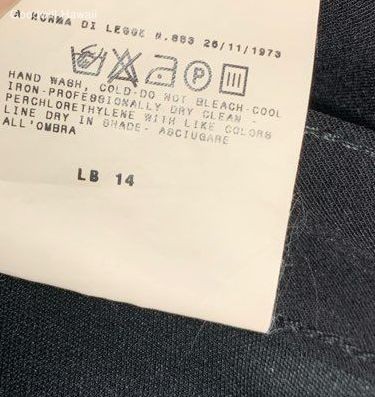 A NORMA DI LEGGE N.883 26/11/1973
P
HAND WASH, COLD-DO NOT BLEACH-COOL
IRON-PROFESSIONALLY DRY CLEAN -
PERCHLORETHYLENE WITH LIKE COLORS
LINE DRY IN SHADE- ASCIUGARE
ALL'OMBRA
LB 14